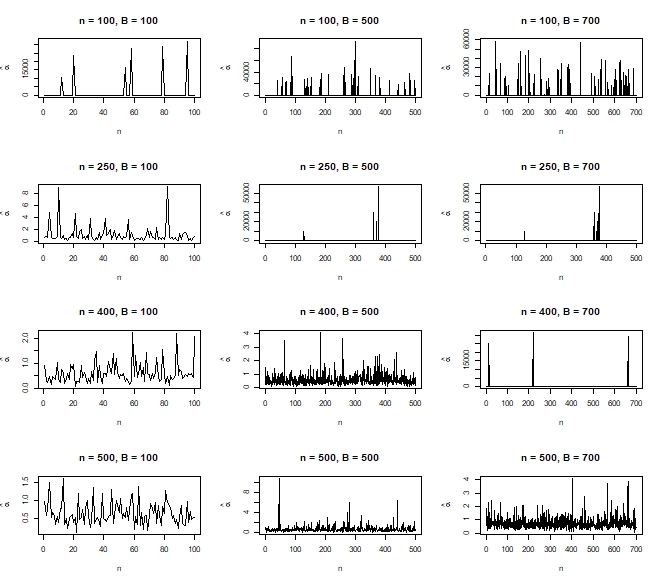 n = 100, B = 100
0 15000
0 20 40 60 80 100
n
n = 100, B = 500
0 40000
0 100 200 300 400 500
n
n = 100, B = 700
0 30000 60000
0 100 200 300 400 500 600 700
n
n = 250, B = 100
0 2 4 6 8
0 20 40 60 80 100
n
n = 250, B = 500
0 20000 50000
0 100 200 300 400 500
n
n = 250, B = 700
0 20000 50000
0 100 200 300 400 500
n
n = 400, B = 100
0.0 1.0 2.0
0 20 40 60 80 100
n
n = 400, B = 500
0 1 2 3 4
0 100 200 300 400 500
n
n = 400, B = 700
0 15000
0 100 200 300 400 500 600 700
n
n = 500, B = 100
0.5 1.0 1.5
0 20 40 60 80 100
n
n = 500, B = 500
0 4 8
0 100 200 300 400 500
n
n = 500, B = 700
0 1 2 3 4
0 100 200 300 400 500 600 700
n